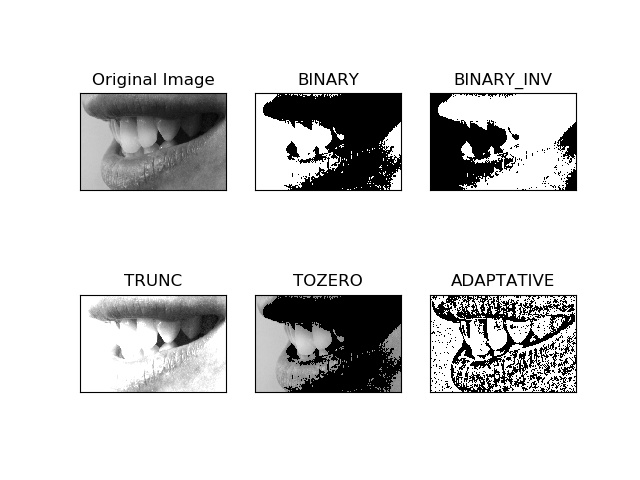 Original Image
BINARY
BINARY_INV
TRUNC
TOZERO
ADAPTATIVE